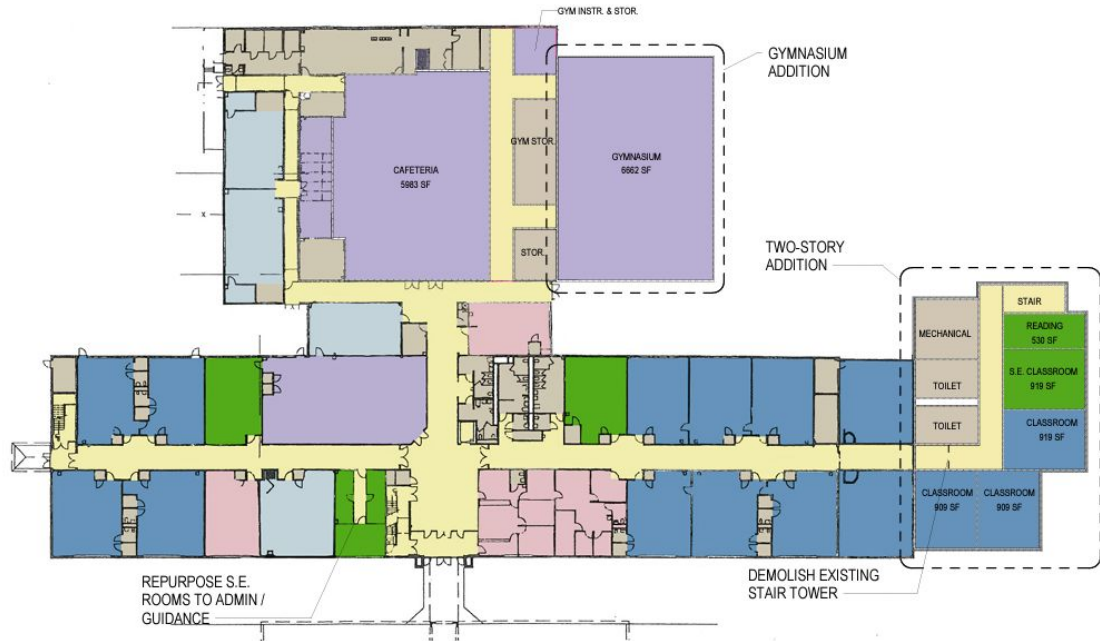 GYM INSTR. & STOR.
GYMNASIUM
ADDITION
GYM STOR.
CAFETERIA
5983 SF
GYMNASIUM
6662 SF
STOR.
TWO-STORY
ADDITION
STAIR
MECHANICAL
READING
530 SF
S.E. CLASSROOM
919 SF
TOILET
TOILET
CLASSROOM
919 SF
CLASSROOM
909 SF
CLASSROOM
909 SF
REPURPOSE S.E.
ROOMS TO ADMIN /
GUIDANCE
DEMOLISH EXISTING
STAIR TOWER
X